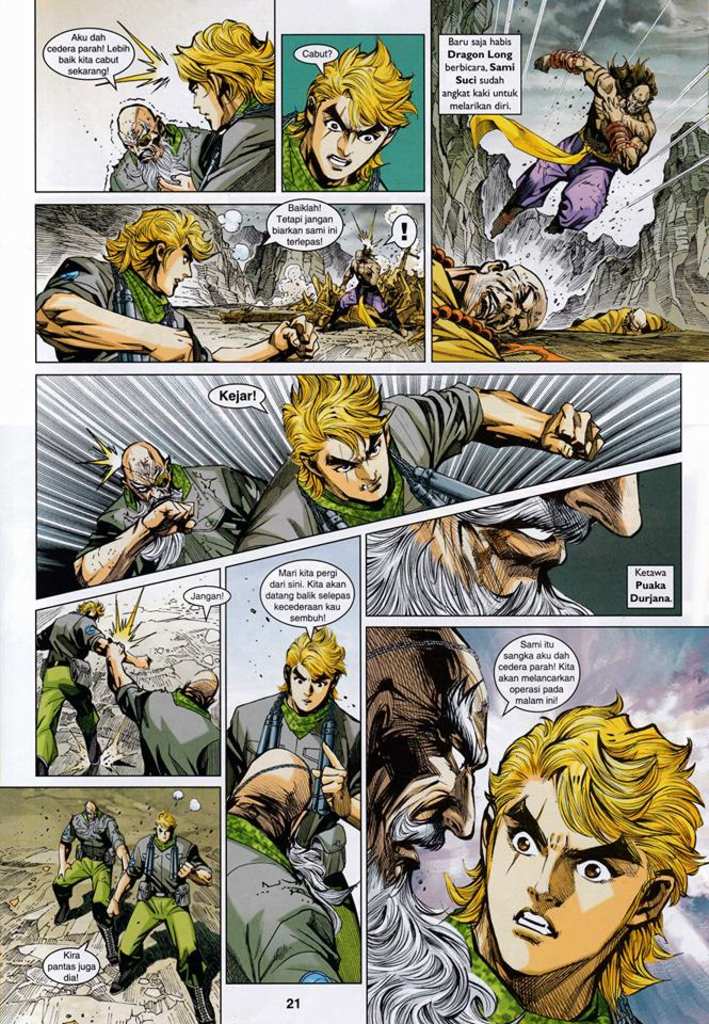 Aku dah
cedera parah! Lebih
baik kita cabut
sekarang!
Cabut?
Baru saja habis
Dragon Long
berbicara, Sami
Suci sudah
angkat kaki untuk
melarikan diri.
Baiklah!
Tetapi jangan
biarkan sami ini
terlepas!
!
Kejar!
Ketawa
Puaka
Durjana.
Jangan!
Mari kita pergi
dari sini. Kita akan
datang balik selepas
kecederaan kau
sembuh!
Sami itu
sangka aku dah
cedera parah! Kita
melancarkan
operasi pada
malam ini!
Kira
pantas juga
dia!
21